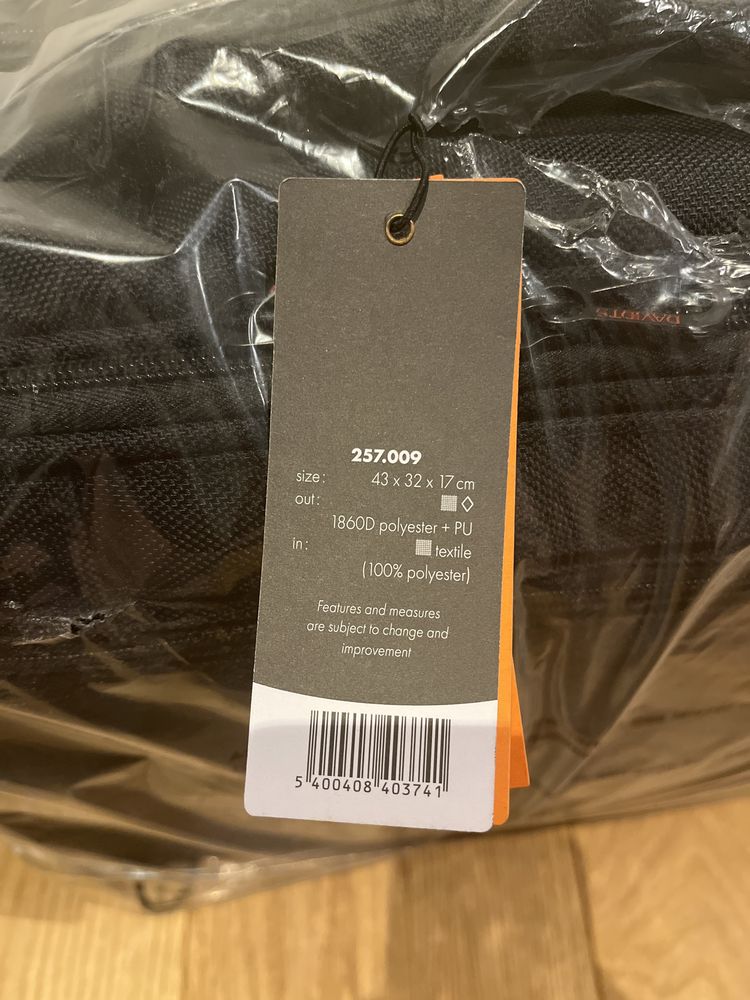 DAVIDTS
257.009
size: 43 x 32 x 17 cm
out:
1860D polyester + PU
in: textile
(100% polyester)
Features and measures
are subject to change and
improvement
5 400408 403741